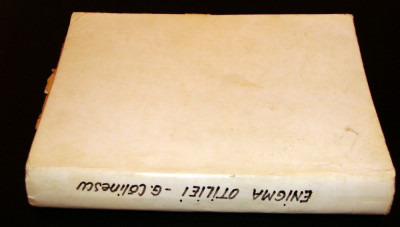 ENIGMA OTILIEI - G. Călinescu